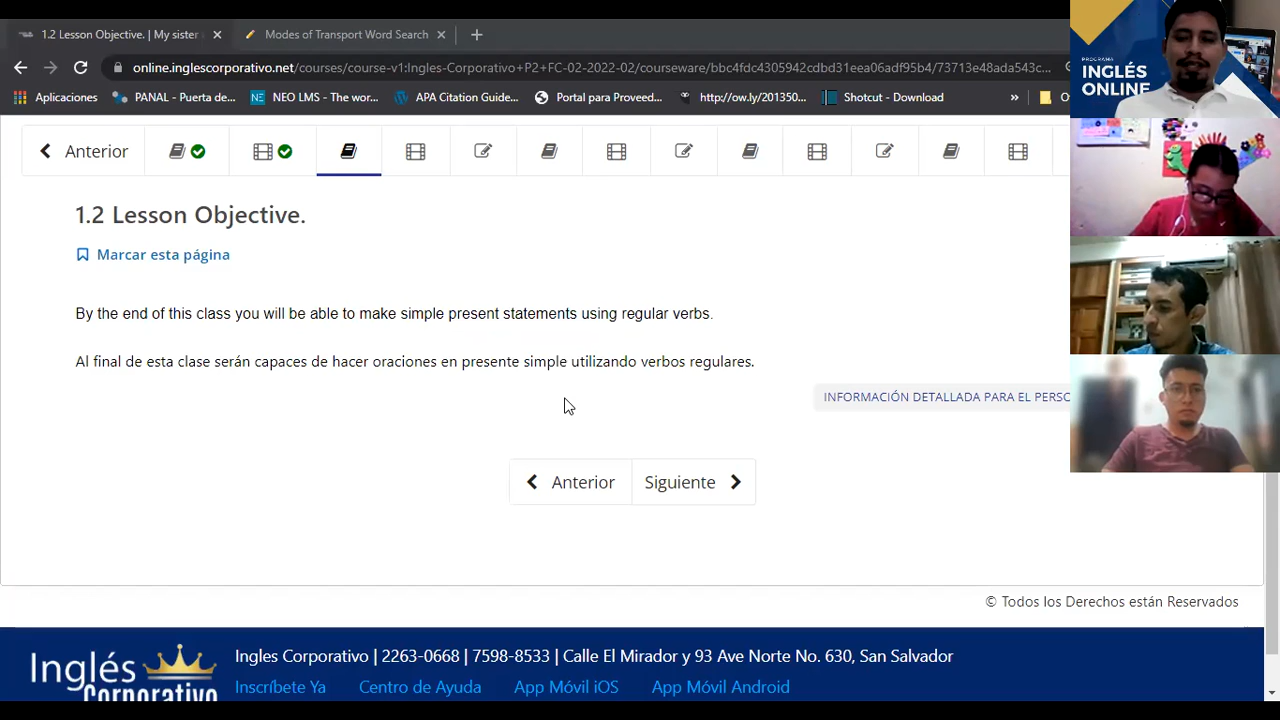 1.2 Lesson Objective. | My sister
Modes of Transport Word Search
online.inglescorporativo.net/courses/course-v1:Ingles-Corporativo+P2+TC-02-2022-02/courseware/bbc4fdc4305942cdbd31eea06adf95b4/73713e48ada543c...
Aplicaciones
PANAL - Puerta de...
NEO LMS - The wor...
APA Citation Guide...
Portal para Proveed...
http://ow.ly/201350...
Shotcut - Download
»
PROGRAMA
INGLÉS
ONLINE
Anterior
1.2 Lesson Objective.
Marcar esta página
By the end of this class you will be able to make simple present statements using regular verbs.
Al final de esta clase serán capaces de hacer oraciones en presente simple utilizando verbos regulares.
INFORMACIÓN DETALLADA PARA EL PERSO
Anterior
Siguiente
© Todos los Derechos están Reservados
Inglés
Corporativo
Ingles Corporativo | 2263-0668 | 7598-8533 | Calle El Mirador y 93 Ave Norte No. 630, San Salvador
Inscríbete Ya
Centro de Ayuda
App Móvil iOS
App Móvil Android